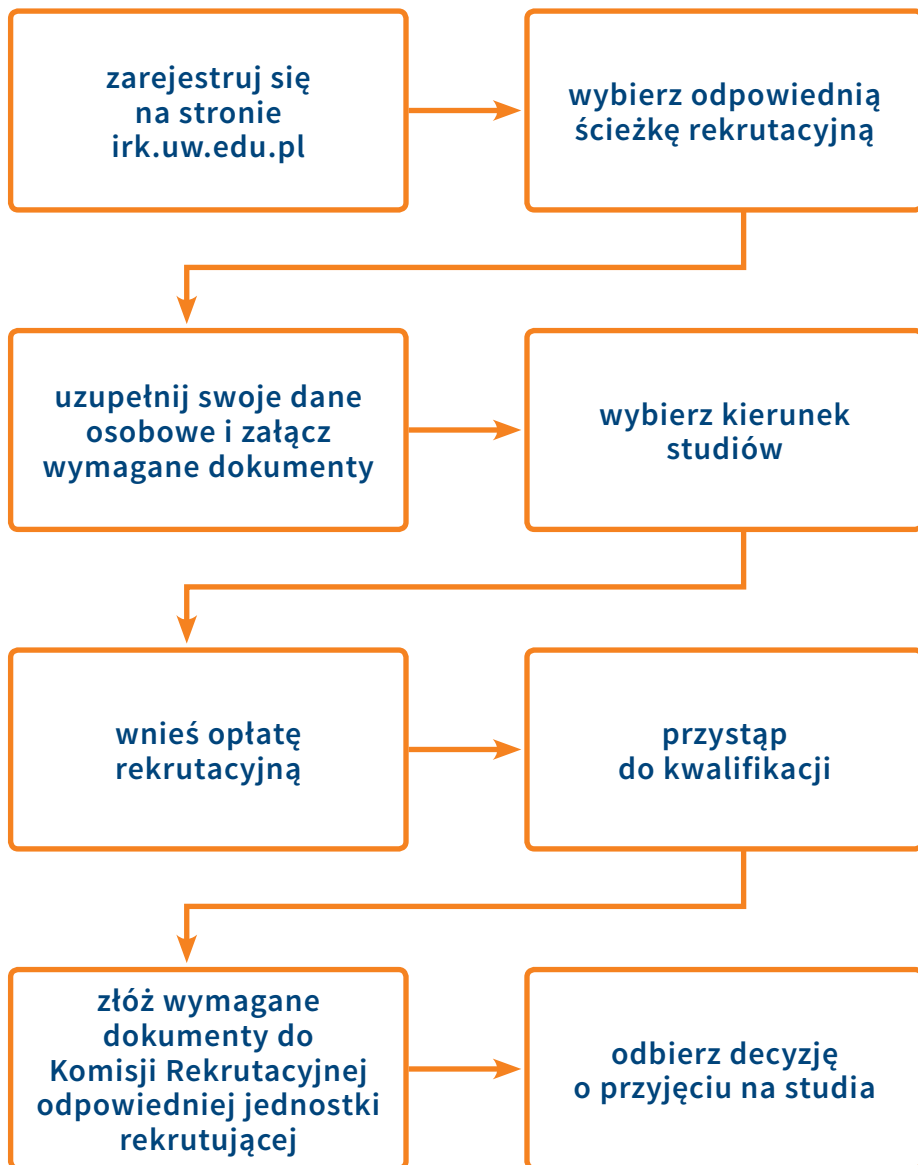 zarejestruj się
na stronie
irk.uw.edu.pl
wybierz odpowiednią
ścieżkę rekrutacyjną
uzupełnij swoje dane
osobowe i załącz
wymagane dokumenty
wybierz kierunek
studiów
wnieś opłatę
rekrutacyjną
przystąp
do kwalifikacji
złóż wymagane
dokumenty do
Komisji Rekrutacyjnej
odpowiedniej jednostki
rekrutującej
odbierz decyzję
o przyjęciu na studia